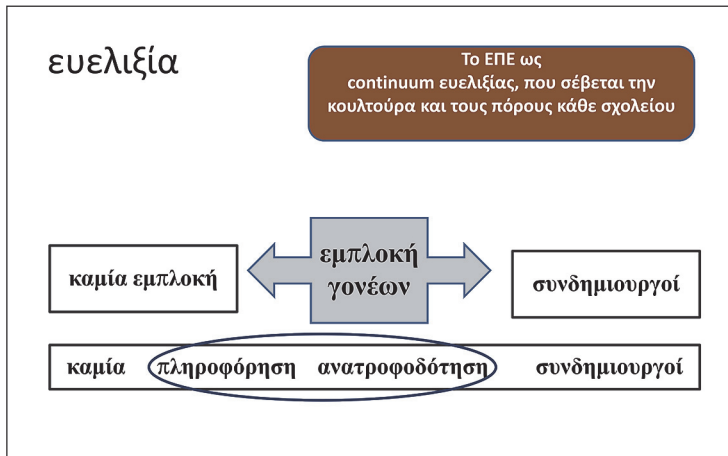 ευελιξία
Το ΕΠΕ ως
continuum ευελιξίας, που σέβεται την
κουλτούρα και τους πόρους κάθε σχολείου
καμία εμπλοκή
εμπλοκή
γονέων
συνδημιουργοί
καμία πληροφόρηση ανατροφοδότηση συνδημιουργοί